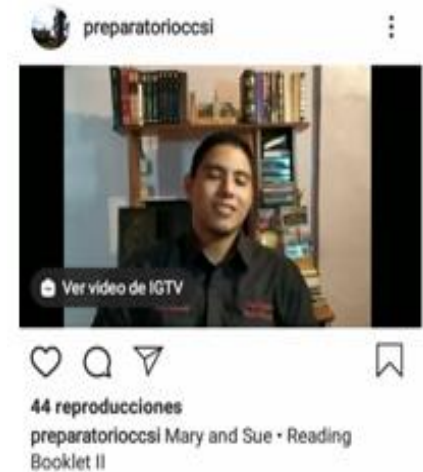 preparatorioccsi
Ver video de IGTV
44 reproducciones
preparatorioccsi Mary and Sue • Reading
Booklet II